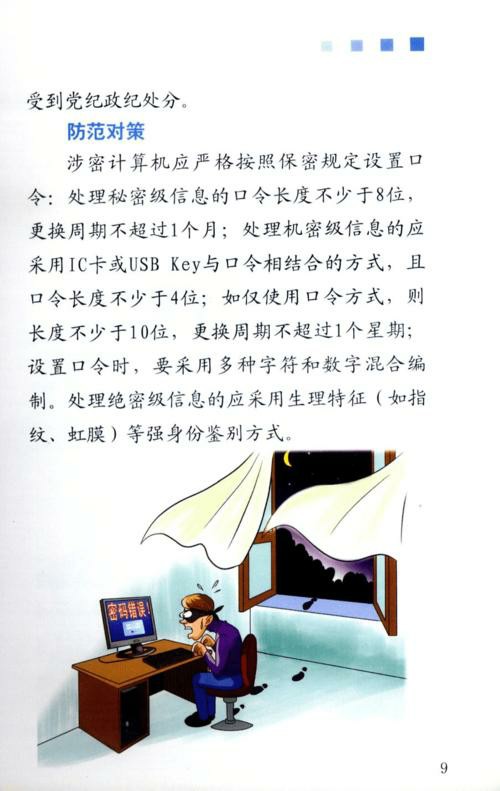 受到党纪政纪处分。
防范对策
涉密计算机应严格按照保密规定设置口
令：处理秘密级信息的口令长度不少于8位，
更换周期不超过1个月；处理机密级信息的应
采用IC卡或USB Key与口令相结合的方式，且
口令长度不少于4位；如仅使用口令方式，则
长度不少于10位，更换周期不超过1个星期；
设置口令时，要采用多种字符和数字混合编
制。处理绝密级信息的应采用生理特征（如指
纹、虹膜）等强身份鉴别方式。
密码错误！
9